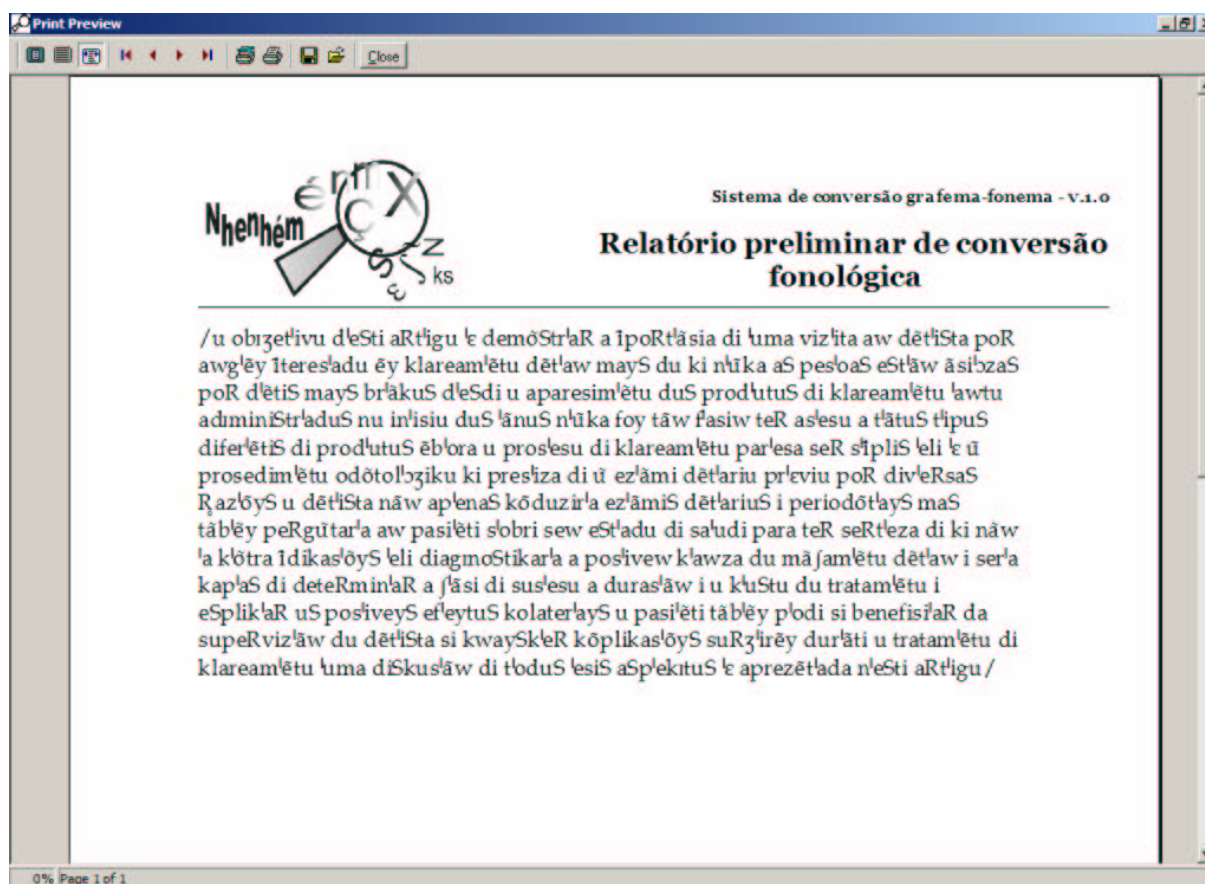 Print Preview
Close
Nhenhém
é n m
Ç X
s z
ɛ ʃ ks
Sistema de conversão grafema-fonema - v.1.0
Relatório preliminar de conversão
fonológica
/u obɪʒetˈivu dˈeSti aRtˈigu ˈɛ demõStrˈaR a ĩpoRtˈãsia di ˈuma vizˈita aw dẽtˈiSta poR
awgˈẽy ĩteresˈadu ẽy klareamˈẽtu dẽtˈaw mayS du ki nˈũka aS pesˈoaS eStˈãw ãsiˈɔzaS
poR dˈẽtiS mayS brˈãkuS dˈeSdi u aparesimˈẽtu duS prodˈutuS di klareamˈẽtu ˈawtu
adɪminiStrˈaduS nu inˈisiu duS ˈãnuS nˈũka foy tãw fˈasiw teR asˈesu a tˈãtuS tˈipuS
diferˈẽtiS di prodˈutuS ẽbˈora u prosˈesu di klareamˈẽtu parˈesa seR sˈĩpliS ˈeli ˈɛ ũ
prosedimˈẽtu odõtolˈɔʒiku ki presˈiza di ũ ezˈãmi dẽtˈariu prˈɛviu poR divˈeRsaS
R̥azˈõyS u dẽtˈiSta nãw apˈenaS kõduzirˈa ezˈãmiS dẽtˈariuS i periodõtˈayS maS
tãbˈẽy peRgũtarˈa aw pasiˈẽti sˈobri sew eStˈadu di saˈudi para teR seRtˈeza di ki nãw
ˈa kˈõtra ĩdikasˈõyS ˈeli diagɪnoStikarˈa a posˈivew kˈawza du mãʃamˈẽtu dẽtˈaw i serˈa
kapˈaS di deteRminˈaR a ʃˈãsi di susˈesu a durasˈãw i u kˈuStu du tratamˈẽtu i
eSplikˈaR uS posˈiveyS efˈeytuS kolaterˈayS u pasiˈẽti tãbˈẽy pˈodi si benefisiˈaR da
supeRvizˈãw du dẽtˈiSta si kwaySkˈeR kõplikasˈõyS suRʒˈirẽy durˈãti u tratamˈẽtu di
klareamˈẽtu ˈuma diSkusˈãw di tˈoduS ˈesiS aSpˈekɪtuS ˈɛ aprezẽtˈada nˈeSti aRtˈigu/
0% Page 1 of 1